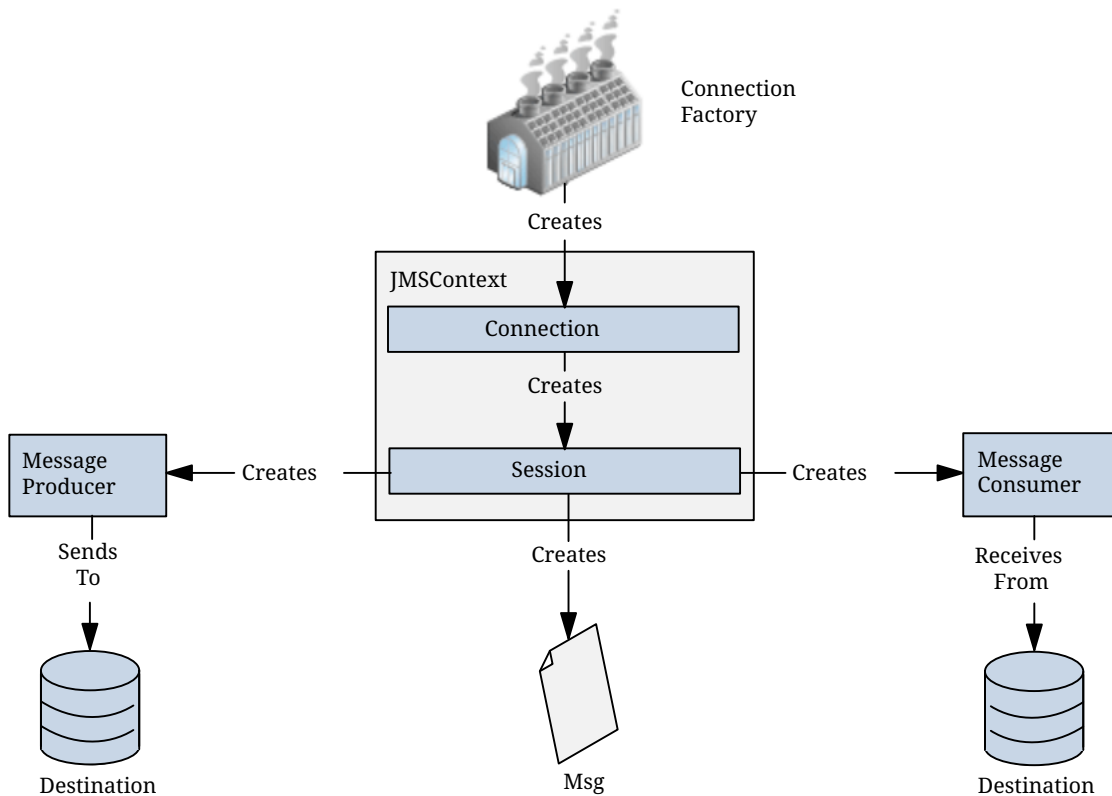 Connection
Factory
Creates
JMSContext
Connection
Creates
Message
Producer
Creates
Session
Creates
Message
Consumer
Sends
To
Creates
Receives
From
Destination
Msg
Destination